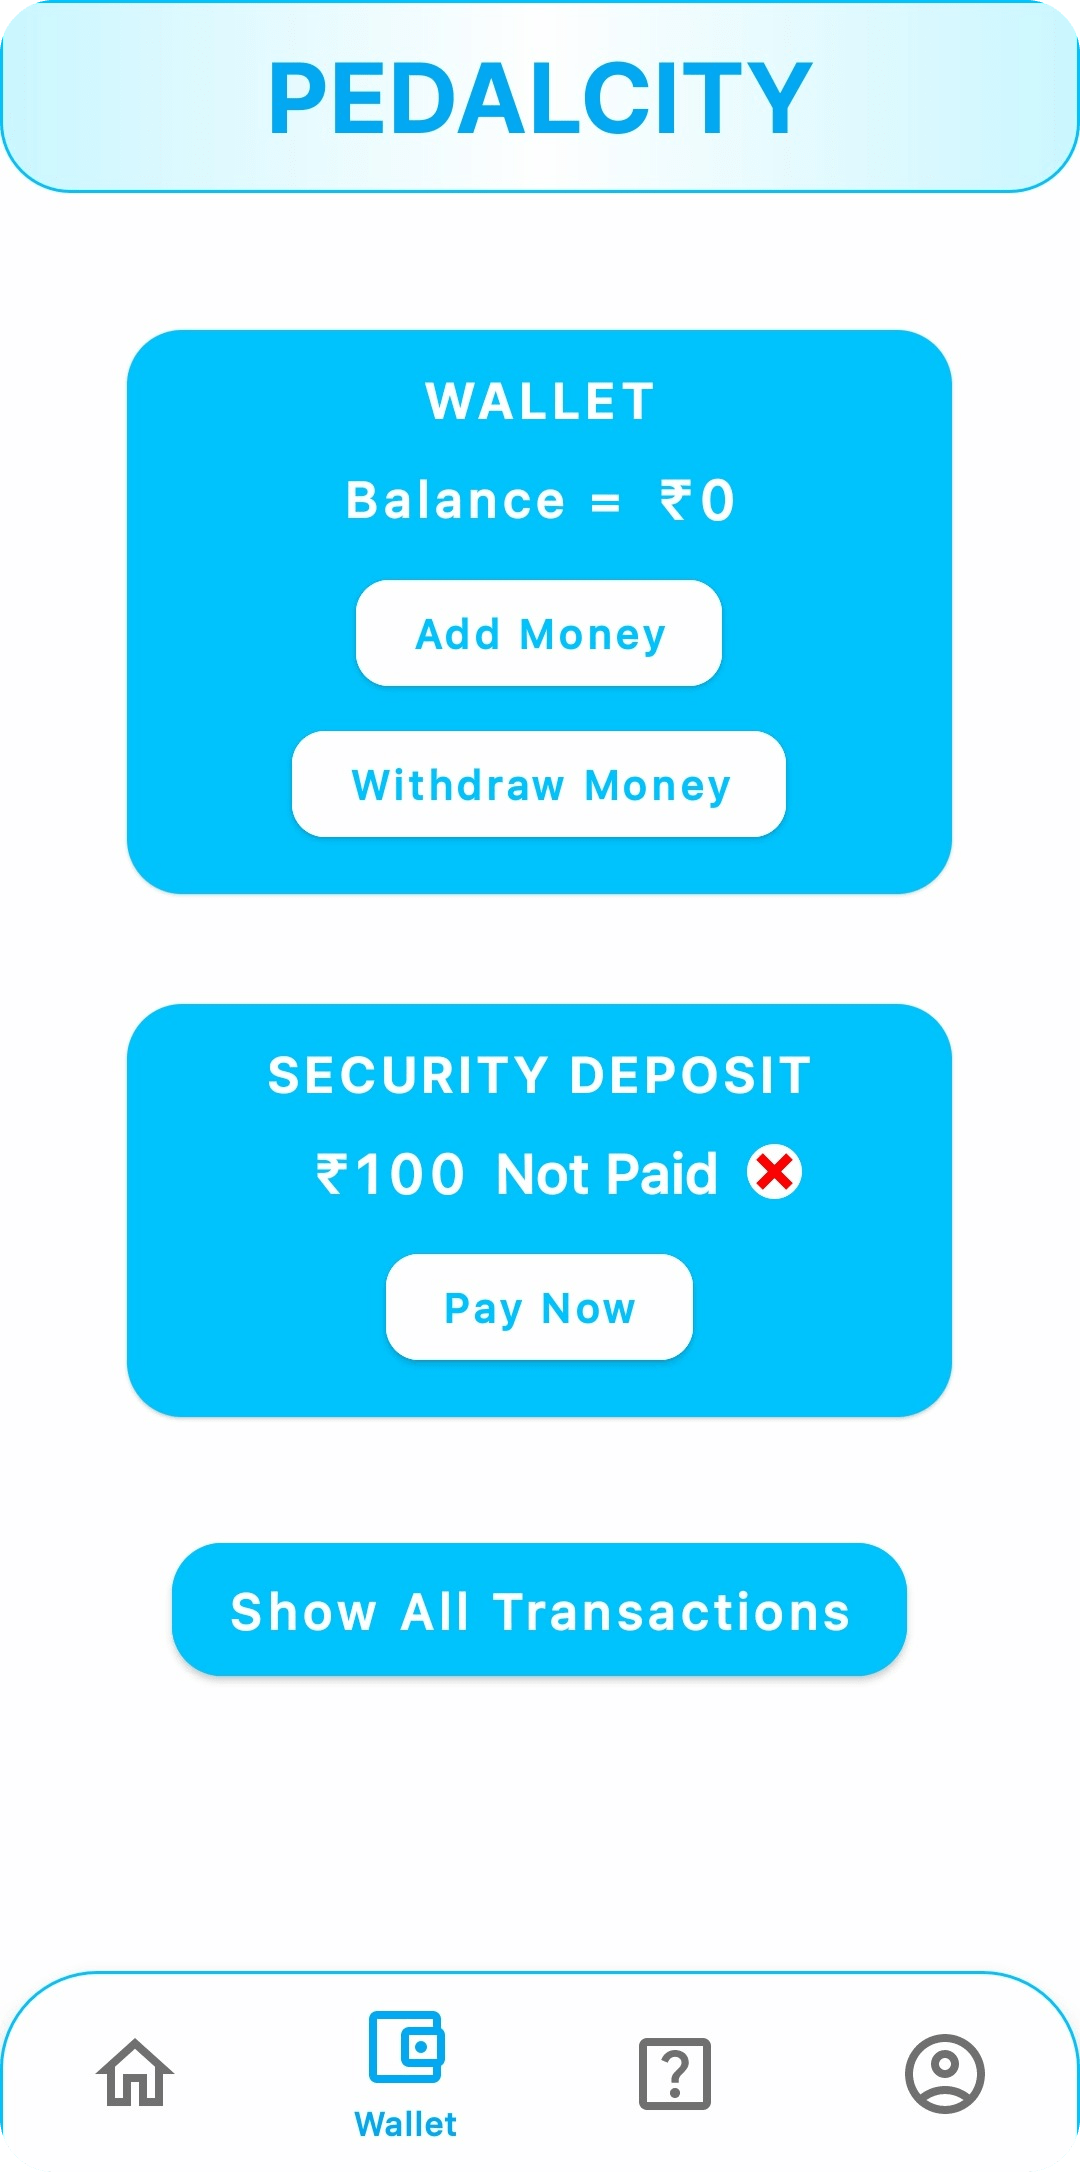 PEDALCITY
WALLET
Balance = ₹0
Add Money
Withdraw Money
SECURITY DEPOSIT
₹100 Not Paid
Pay Now
Show All Transactions
Wallet